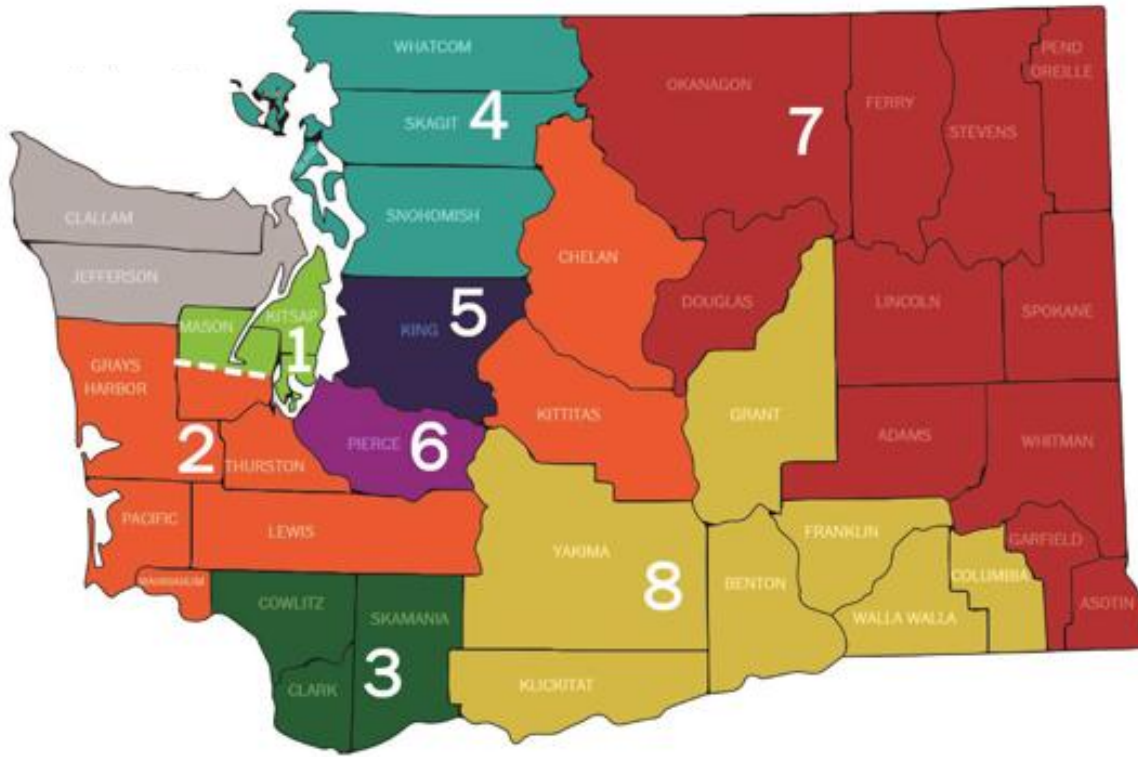 WHATCOM
SKAGIT
4
SNOHOMISH
OKANAGON
7
FERRY
STEVENS
PEND
OREILLE
CLALLAM
JEFFERSON
CHELAN
DOUGLAS
LINCOLN
SPOKANE
MASON
KITSAP
1
KING
5
GRAYS
HARBOR
2
THURSTON
PIERCE
6
KITTITAS
GRANT
ADAMS
WHITMAN
PACIFIC
LEWIS
YAKIMA
8
BENTON
FRANKLIN
WALLA WALLA
COLUMBIA
GARFIELD
ASOTIN
COWLITZ
SKAMANIA
CLARK
3
KLICKITAT